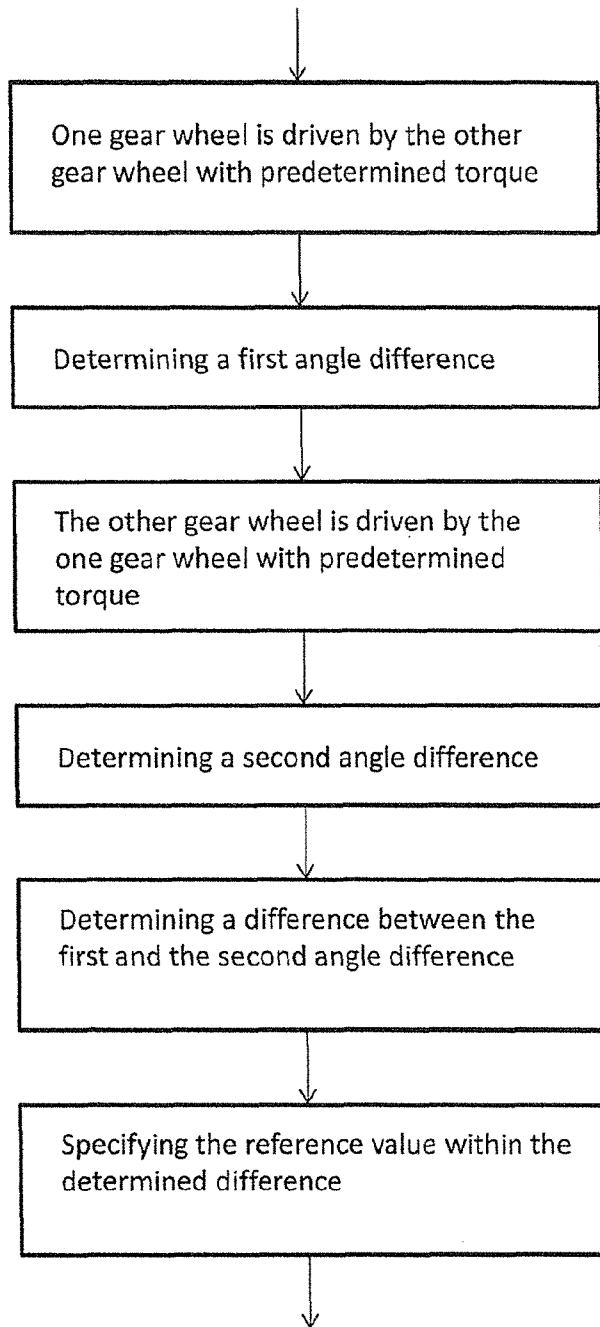 One gear wheel is driven by the other
gear wheel with predetermined torque
Determining a first angle difference
The other gear wheel is driven by the
one gear wheel with predetermined
torque
Determining a second angle difference
Determining a difference between the
first and the second angle difference
Specifying the reference value within the
determined difference